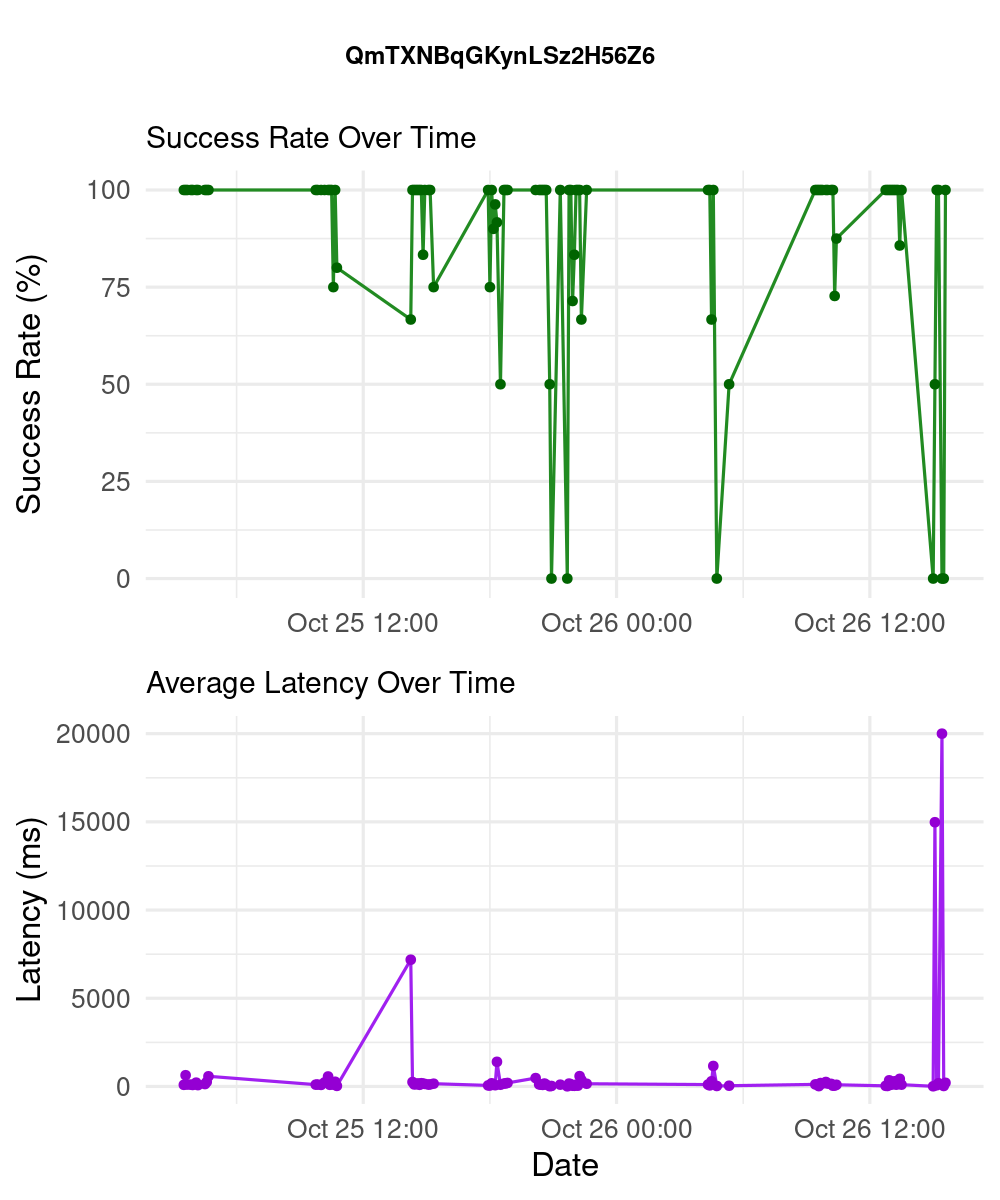 QmTXNBqGKynLSz2H56Z6
Success Rate Over Time
Success Rate (%)
100
75
50
25
0
Oct 25 12:00
Oct 26 00:00
Oct 26 12:00
Average Latency Over Time
Latency (ms)
20000
15000
10000
5000
0
Oct 25 12:00
Oct 26 00:00
Oct 26 12:00
Date